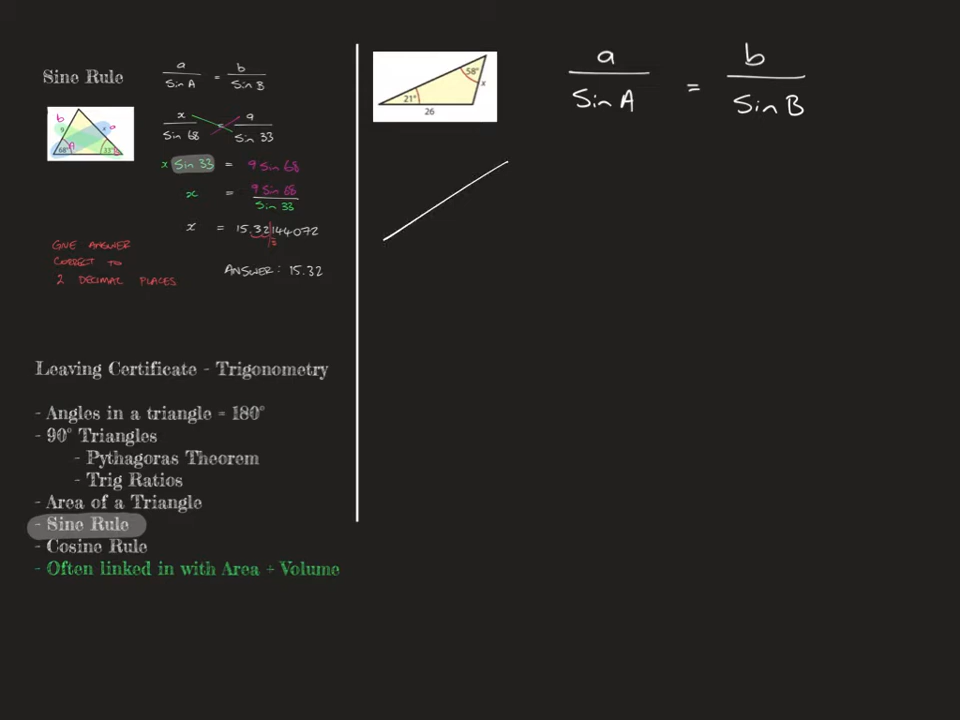 Sine Rule
a / Sin A = b / Sin B
b
9
x
a
68°
A
33°
x / Sin 68 = 9 / Sin 33
x Sin 33 = 9 Sin 68
x = 9 Sin 68 / Sin 33
x = 15.32144072
GIVE ANSWER
CORRECT TO
2 DECIMAL PLACES
ANSWER: 15.32
Leaving Certificate - Trigonometry
- Angles in a triangle = 180°
- 90° Triangles
- Pythagoras Theorem
- Trig Ratios
- Area of a Triangle
- Sine Rule
- Cosine Rule
- Often linked in with Area + Volume
58°
21°
x
26
a / Sin A = b / Sin B